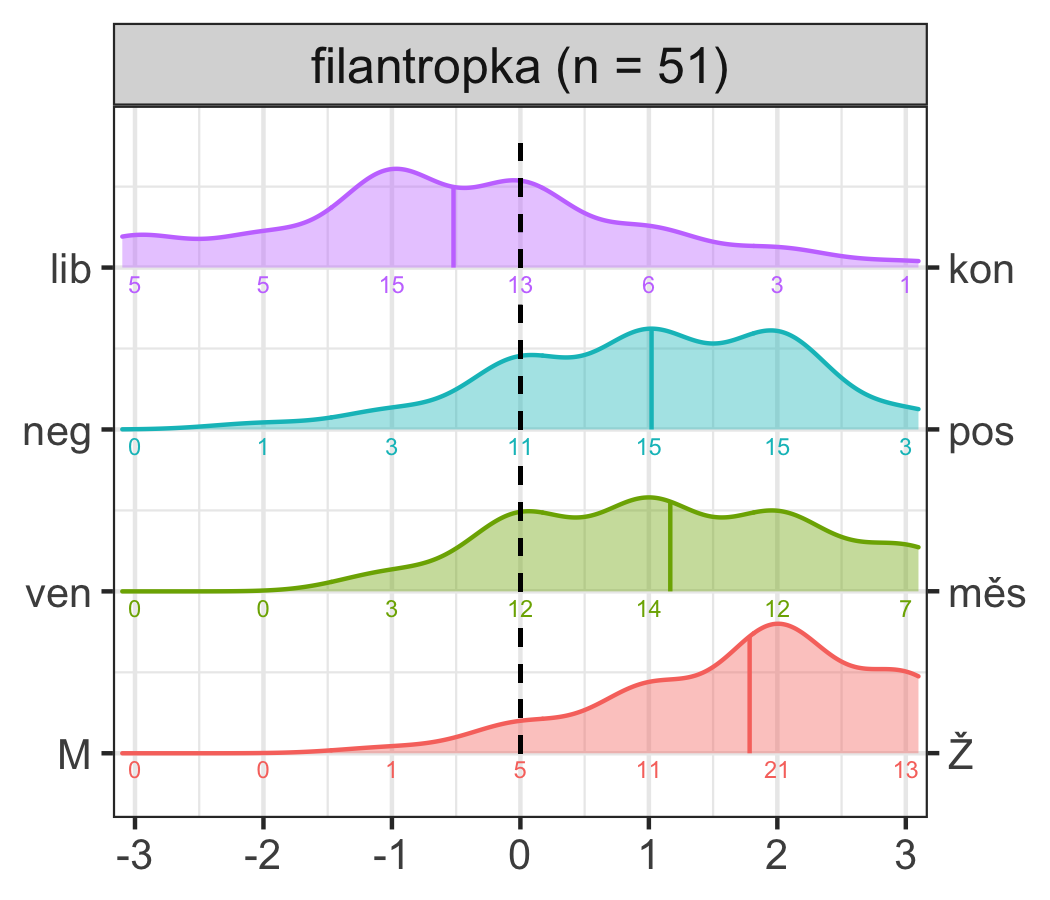 filantropka (n = 51)
lib kon
5 5 15 13 6 3 1
neg pos
0 1 3 11 15 15 3
ven měs
0 0 3 12 14 12 7
M Ž
0 0 1 5 11 21 13
-3 -2 -1 0 1 2 3